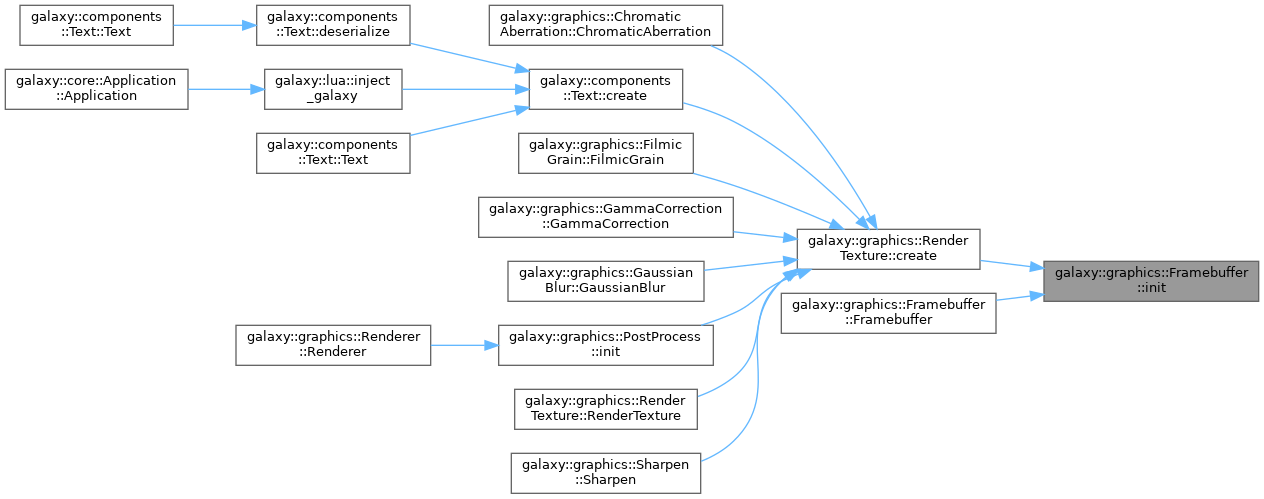 galaxy::components
::Text::Text
galaxy::components
::Text::deserialize
galaxy::graphics::Chromatic
Aberration::ChromaticAberration
galaxy::core::Application
::Application
galaxy::lua::inject
_galaxy
galaxy::components
::Text::create
galaxy::components
::Text::Text
galaxy::graphics::Filmic
Grain::FilmicGrain
galaxy::graphics::GammaCorrection
::GammaCorrection
galaxy::graphics::Render
Texture::create
galaxy::graphics::Gaussian
Blur::GaussianBlur
galaxy::graphics::Framebuffer
::init
galaxy::graphics::Framebuffer
::Framebuffer
galaxy::graphics::Renderer
::Renderer
galaxy::graphics::PostProcess
::init
galaxy::graphics::Render
Texture::RenderTexture
galaxy::graphics::Sharpen
::Sharpen